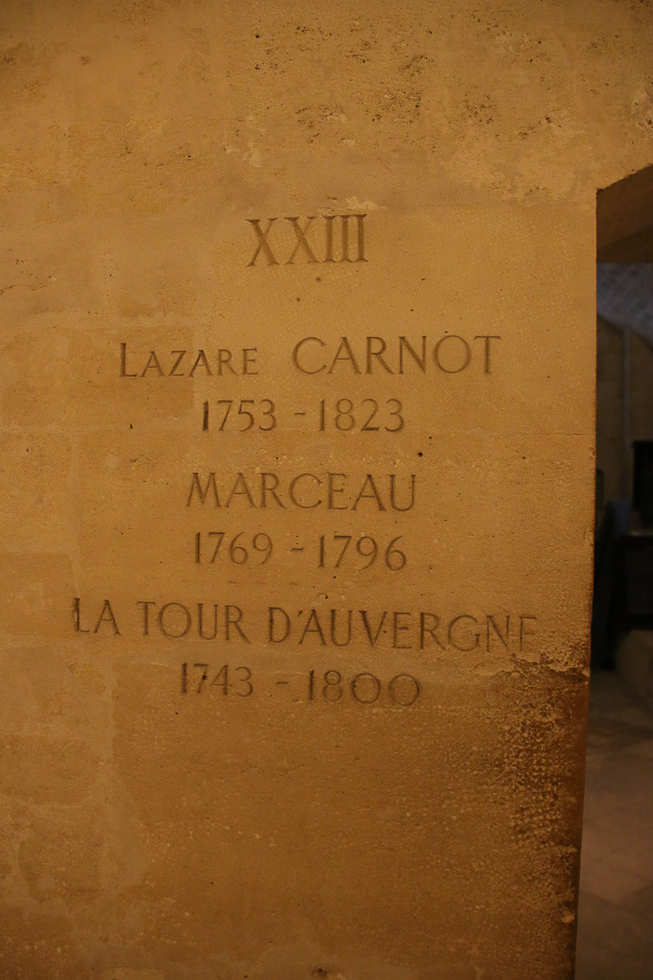 XXIII
LAZARE CARNOT
1753 - 1823
MARCEAU
1769 - 1796
LA TOUR D'AUVERGNE
1743 - 1800